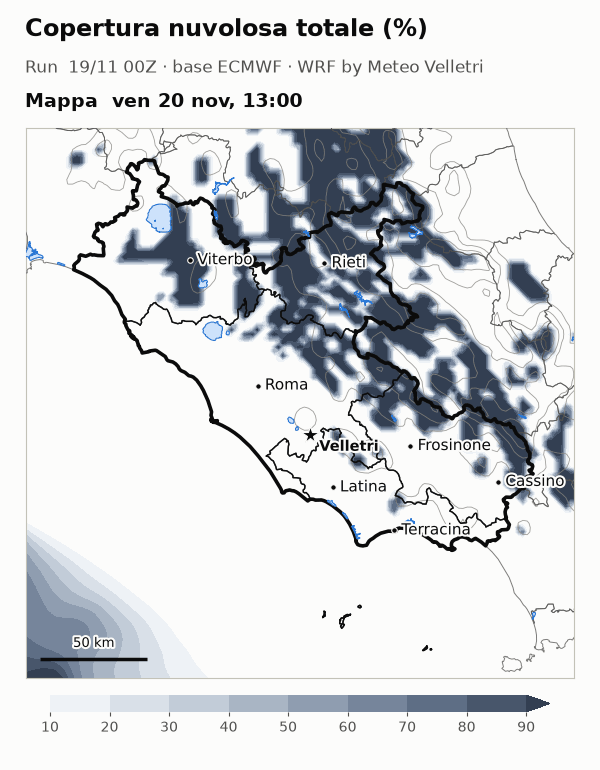 Copertura nuvolosa totale (%)
Run  19/11 00Z · base ECMWF · WRF by Meteo Velletri
Mappa  ven 20 nov, 13:00
Viterbo
Rieti
Roma
Velletri
Frosinone
Latina
Cassino
Terracina
50 km
10 20 30 40 50 60 70 80 90